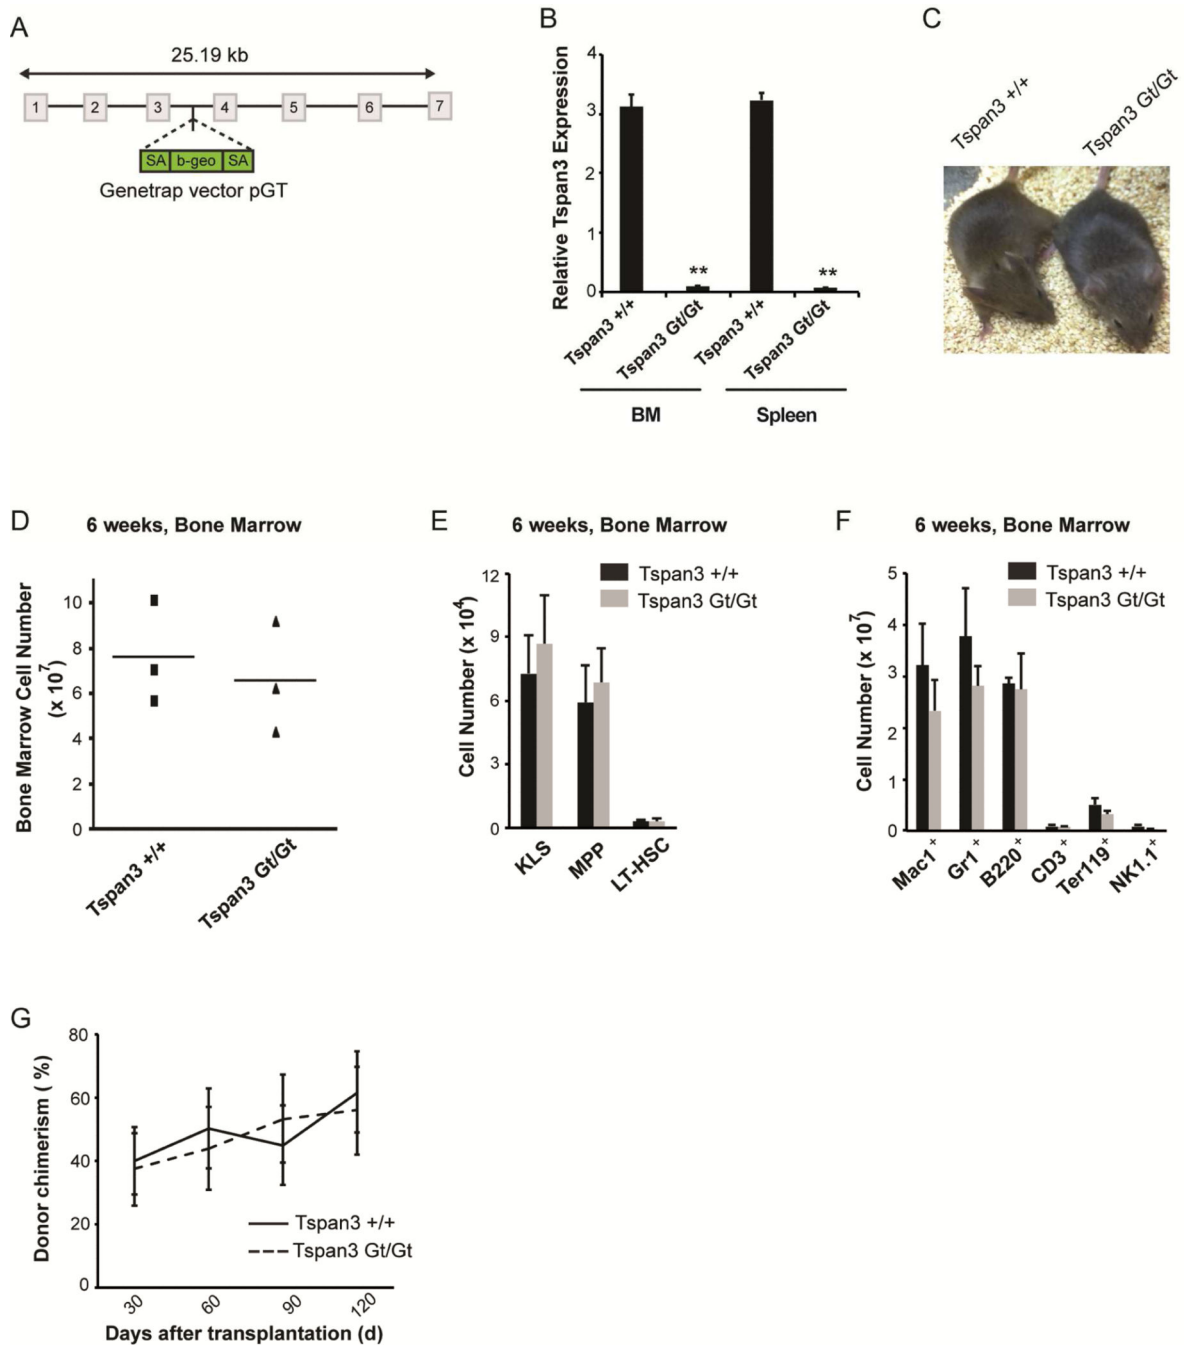 A
25.19 kb
1 2 3 4 5 6 7
SA b-geo SA
Genetrap vector pGT
B
Relative Tspan3 Expression
4
3
2
1
0
**
**
Tspan3 +/+
Tspan3 Gt/Gt
Tspan3 +/+
Tspan3 Gt/Gt
BM
Spleen
C
Tspan3 +/+
Tspan3 Gt/Gt
D
6 weeks, Bone Marrow
Bone Marrow Cell Number
(x 10⁷)
10
8
6
4
2
0
Tspan3 +/+
Tspan3 Gt/Gt
E
6 weeks, Bone Marrow
Tspan3 +/+
Tspan3 Gt/Gt
Cell Number (x 10⁴)
12
9
6
3
0
KLS
MPP
LT-HSC
F
6 weeks, Bone Marrow
Tspan3 +/+
Tspan3 Gt/Gt
Cell Number (x 10⁷)
5
4
3
2
1
0
Mac1⁺
Gr1⁺
B220⁺
CD3⁺
Ter119⁺
NK1.1⁺
G
Donor chimerism ( %)
80
60
40
20
0
Tspan3 +/+
Tspan3 Gt/Gt
30
60
90
120
Days after transplantation (d)